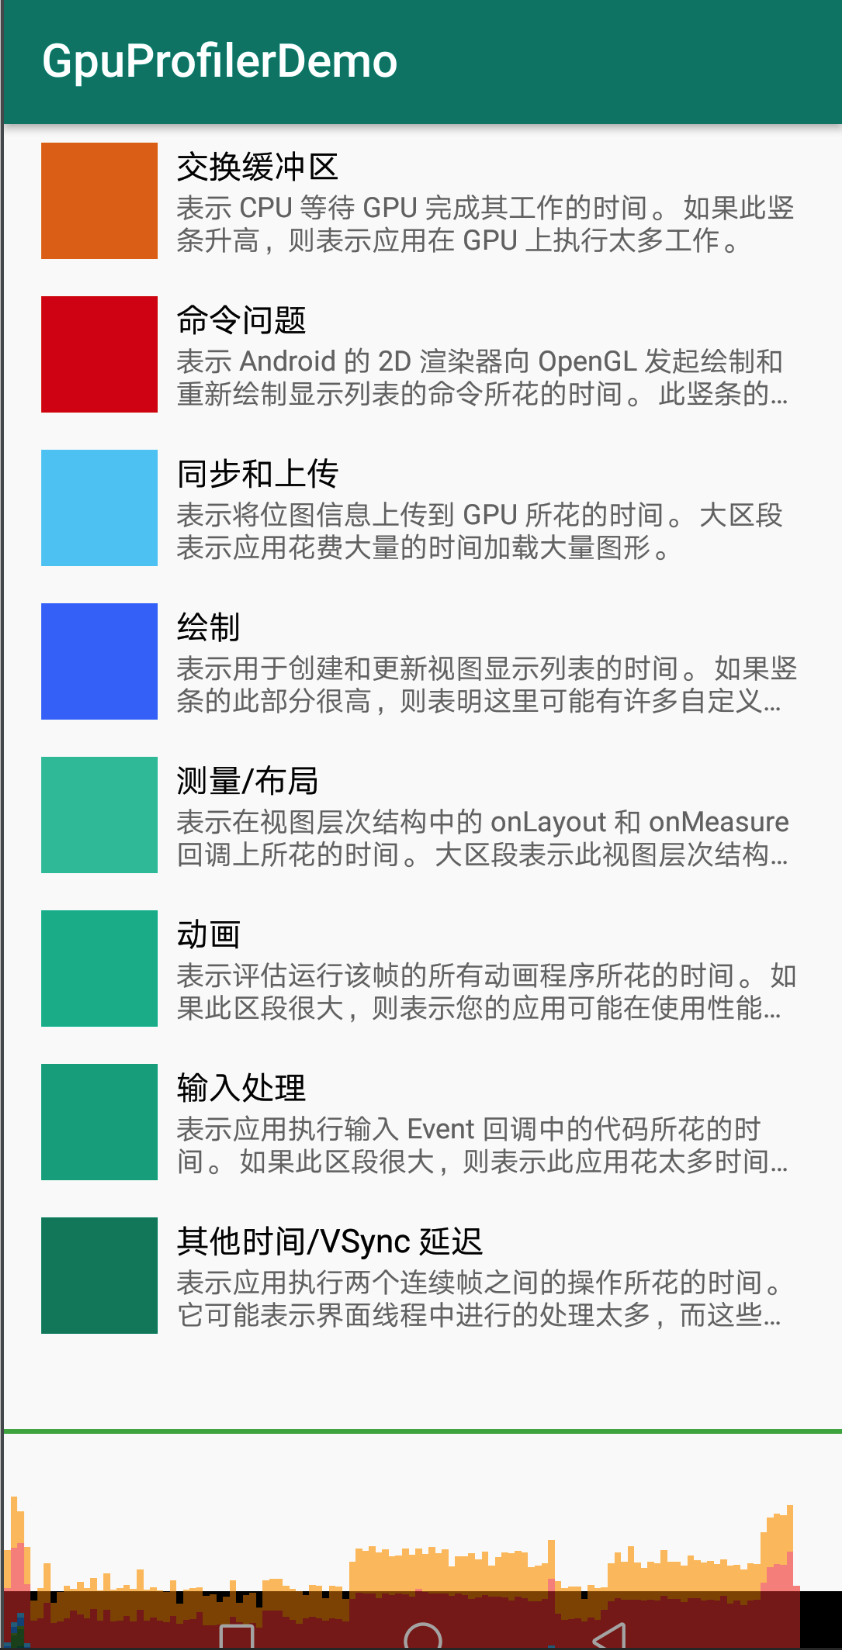 GpuProfilerDemo
交换缓冲区
表示 CPU 等待 GPU 完成其工作的时间。 如果此竖
条升高，则表示应用在 GPU 上执行太多工作。
命令问题
表示 Android 的 2D 渲染器向 OpenGL 发起绘制和
重新绘制显示列表的命令所花的时间。 此竖条的...
同步和上传
表示将位图信息上传到 GPU 所花的时间。 大区段
表示应用花费大量的时间加载大量图形。
绘制
表示用于创建和更新视图显示列表的时间。 如果竖
条的此部分很高，则表明这里可能有许多自定义...
测量/布局
表示在视图层次结构中的 onLayout 和 onMeasure
回调上所花的时间。 大区段表示此视图层次结构...
动画
表示评估运行该帧的所有动画程序所花的时间。 如
果此区段很大，则表示您的应用可能在使用性能...
输入处理
表示应用执行输入 Event 回调中的代码所花的时
间。 如果此区段很大，则表示此应用花太多时间...
其他时间/VSync 延迟
表示应用执行两个连续帧之间的操作所花的时间。
它可能表示界面线程中进行的处理太多，而这些...